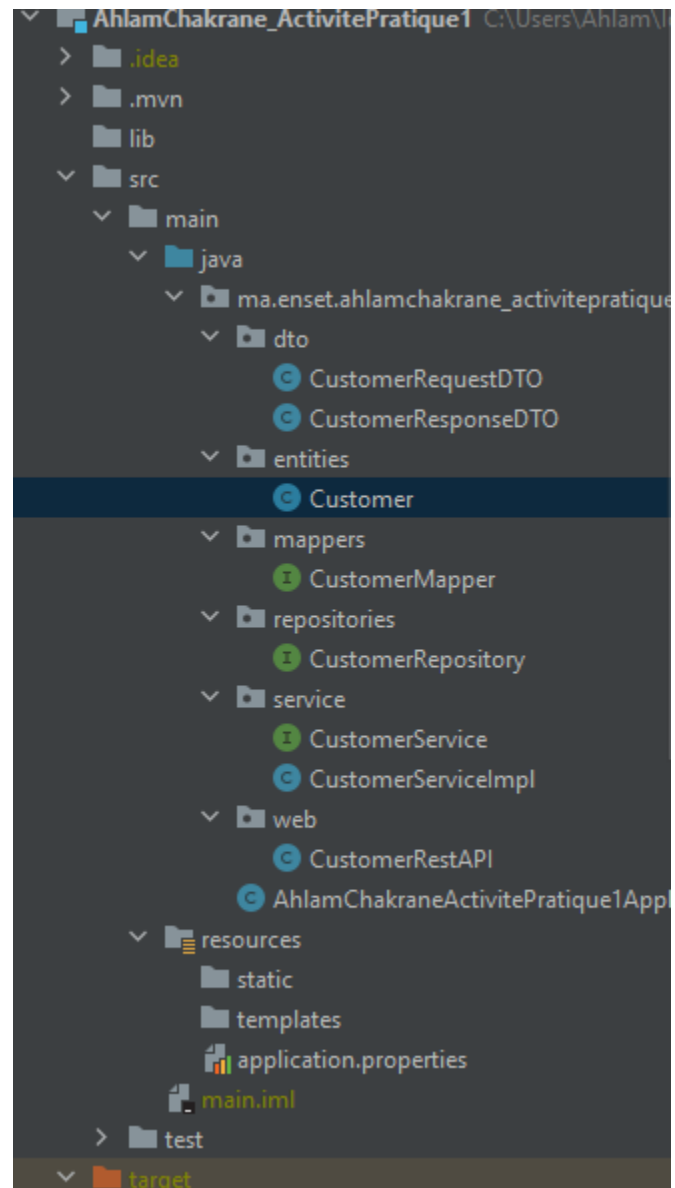 AhlamChakrane_ActivitePratique1 C:\Users\Ahlam\
.idea
.mvn
lib
src
main
java
ma.enset.ahlamchakrane_activitepratique
dto
CustomerRequestDTO
CustomerResponseDTO
entities
Customer
mappers
CustomerMapper
repositories
CustomerRepository
service
CustomerService
CustomerServiceImpl
web
CustomerRestAPI
AhlamChakraneActivitePratique1Appl
resources
static
templates
application.properties
main.iml
test
target